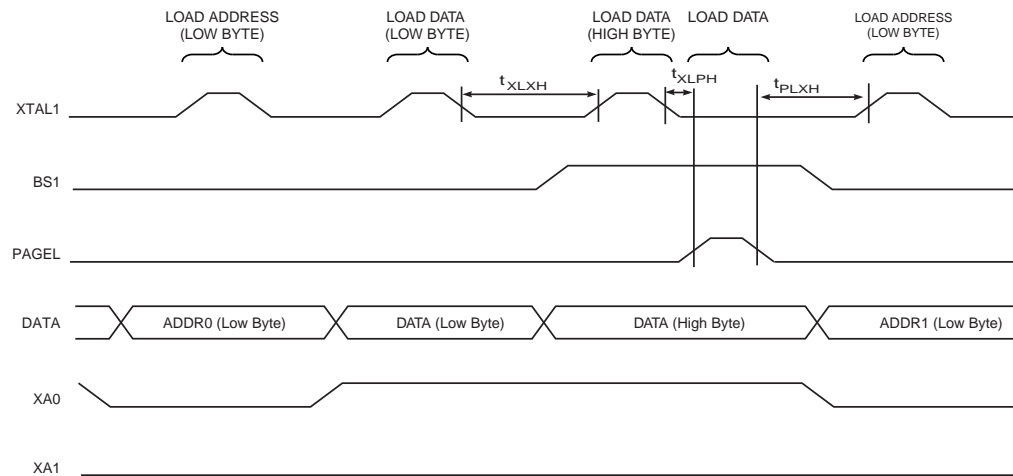 LOAD ADDRESS
(LOW BYTE)
LOAD DATA
(LOW BYTE)
LOAD DATA
(HIGH BYTE)
LOAD DATA
LOAD ADDRESS
(LOW BYTE)
tXLXH
tXLPH
tPLXH
XTAL1
BS1
PAGEL
DATA
ADDR0 (Low Byte)
DATA (Low Byte)
DATA (High Byte)
ADDR1 (Low Byte)
XA0
XA1